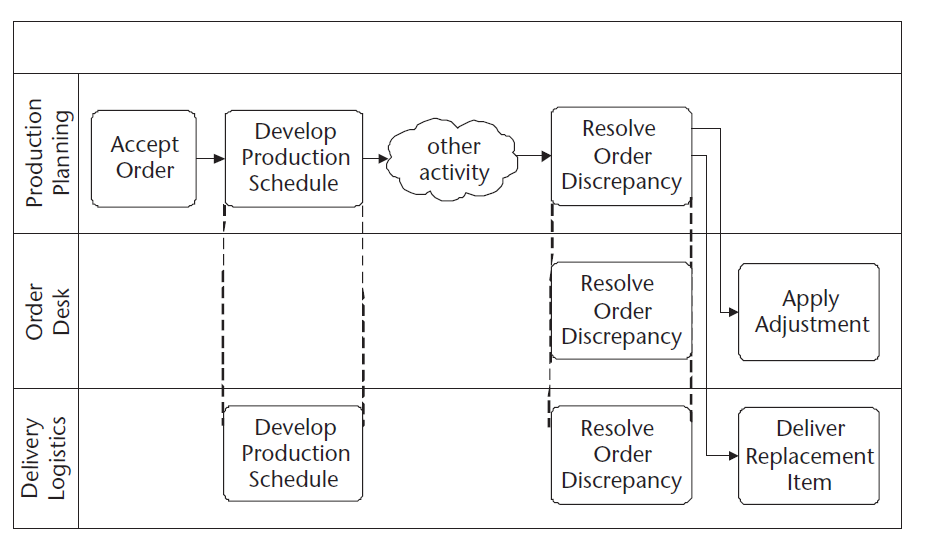 Production
Planning
Accept
Order
Develop
Production
Schedule
other
activity
Resolve
Order
Discrepancy
Order
Desk
Resolve
Order
Discrepancy
Apply
Adjustment
Delivery
Logistics
Develop
Production
Schedule
Resolve
Order
Discrepancy
Deliver
Replacement
Item